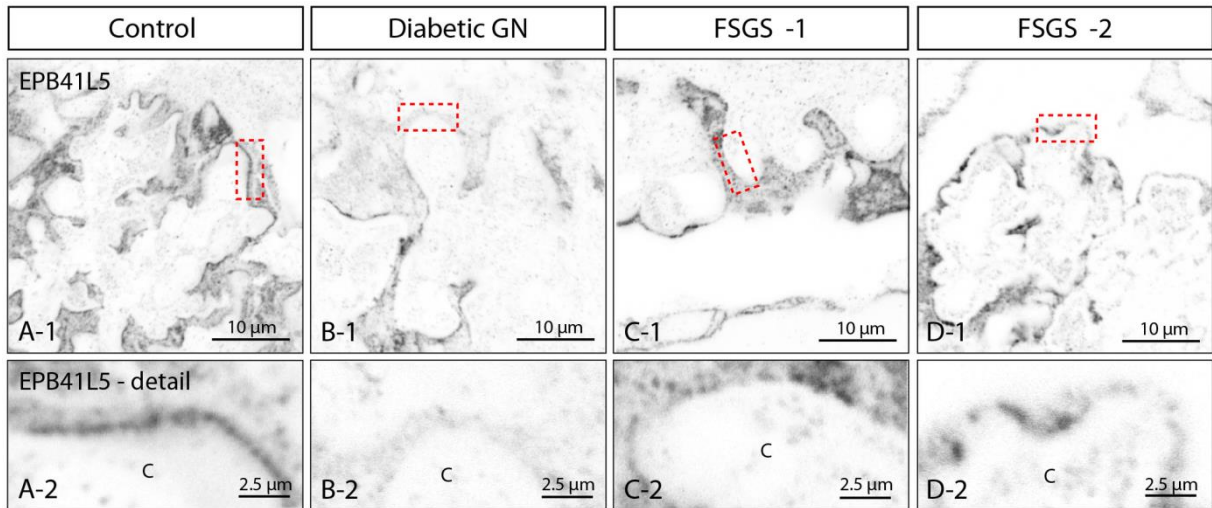 Control
Diabetic GN
FSGS -1
FSGS -2
EPB41L5
A-1
10 µm
B-1
10 µm
C-1
10 µm
D-1
10 µm
EPB41L5 - detail
C
A-2
2.5 µm
C
B-2
2.5 µm
C
C-2
2.5 µm
C
D-2
2.5 µm